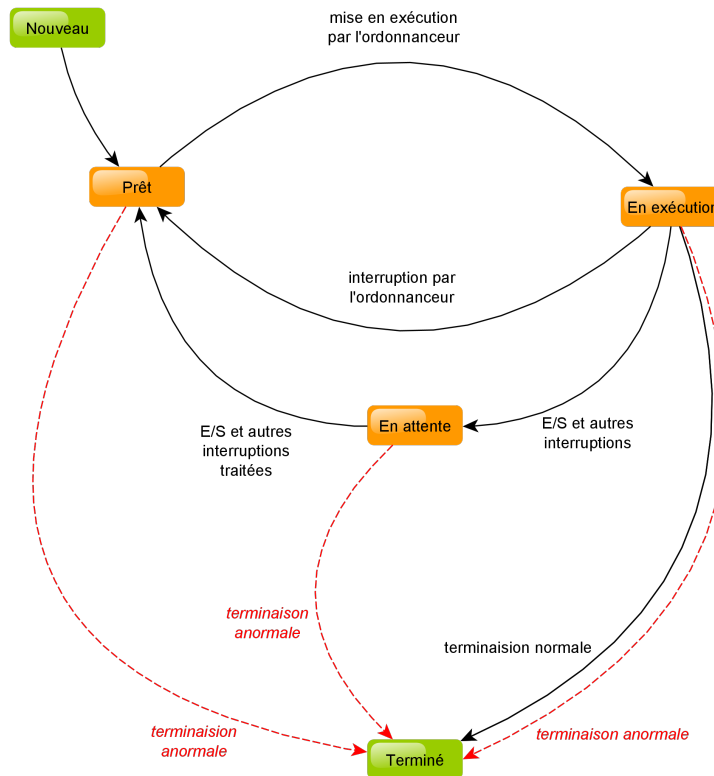 mise en exécution
par l'ordonnanceur
Nouveau
Prêt
En exécution
interruption par
l'ordonnanceur
En attente
E/S et autres
interruptions
traitées
E/S et autres
interruptions
terminaison
anormale
terminaision normale
terminaision
anormale
terminaison anormale
Terminé